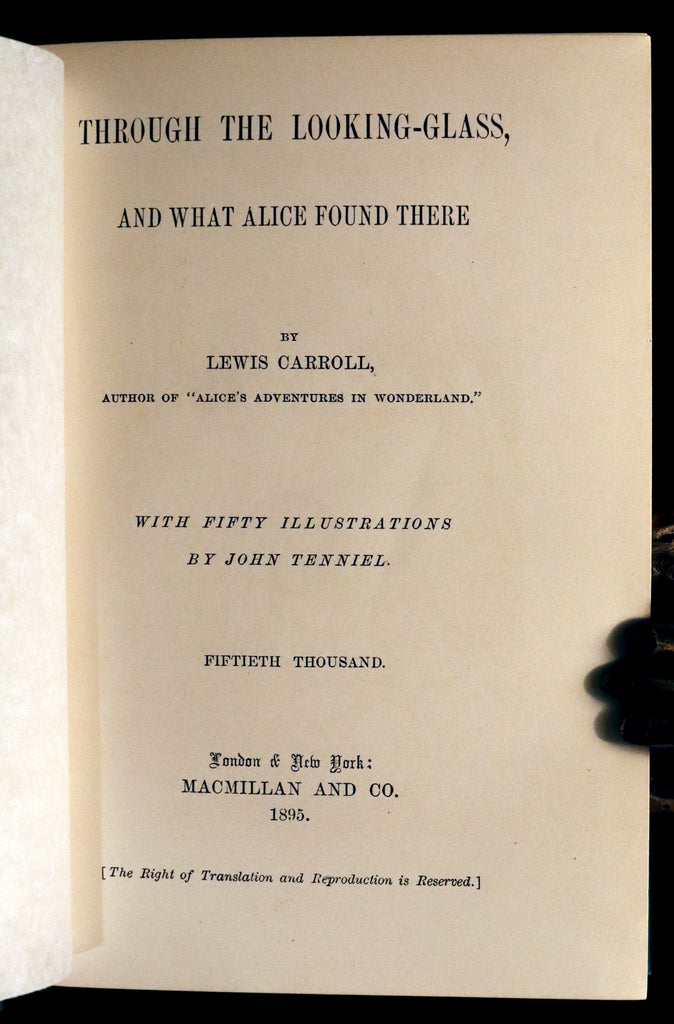 THROUGH THE LOOKING-GLASS,
AND WHAT ALICE FOUND THERE
BY
LEWIS CARROLL,
AUTHOR OF "ALICE'S ADVENTURES IN WONDERLAND."
WITH FIFTY ILLUSTRATIONS
BY JOHN TENNIEL.
FIFTIETH THOUSAND.
London & New York:
MACMILLAN AND CO.
1895.
[The Right of Translation and Reproduction is Reserved.]